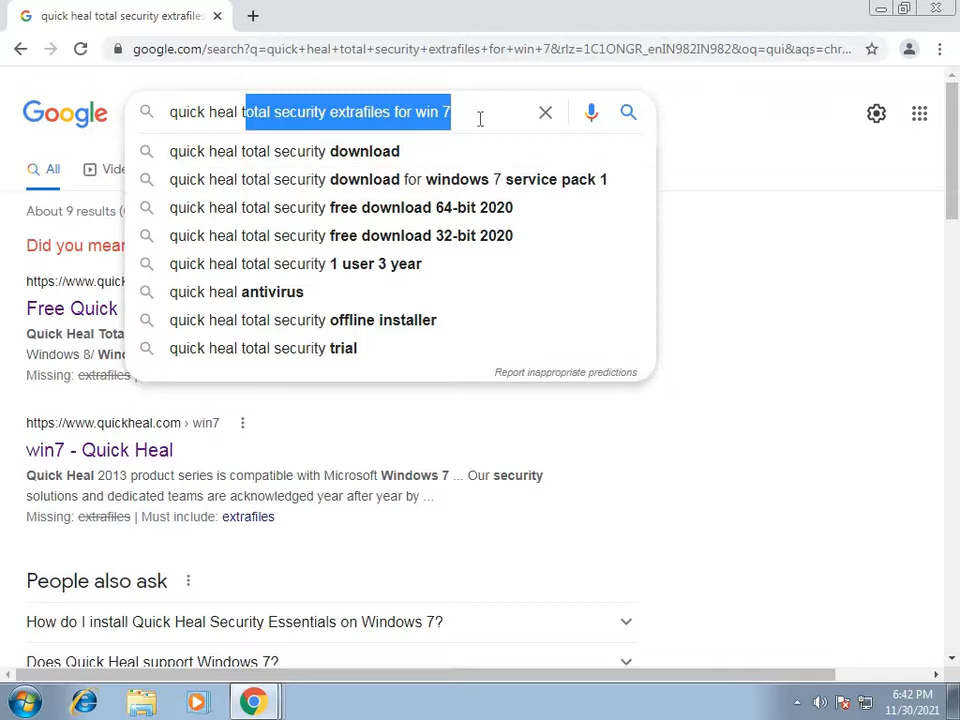 quick heal total security extrafiles
google.com/search?q=quick+heal+total+security+extrafiles+for+win+7&rlz=1C1ONGR_enIN982IN982&oq=qui&aqs=chr...
Google
quick heal total security extrafiles for win 7
quick heal total security download
quick heal total security download for windows 7 service pack 1
quick heal total security free download 64-bit 2020
quick heal total security free download 32-bit 2020
quick heal total security 1 user 3 year
quick heal antivirus
quick heal total security offline installer
quick heal total security trial
Report inappropriate predictions
All
About 9 results
Did you
https://www.quick
Free Quick
Quick Heal Tota
Windows 8/
Missing: extrafiles
https://www.quickheal.com › win7
win7 - Quick Heal
Quick Heal 2013 product series is compatible with Microsoft Windows 7 ... Our security
solutions and dedicated teams are acknowledged year after year by ...
Missing: extrafiles | Must include: extrafiles
People also ask
How do I install Quick Heal Security Essentials on Windows 7?
Does Quick Heal support Windows 7?
6:42 PM
11/30/2021